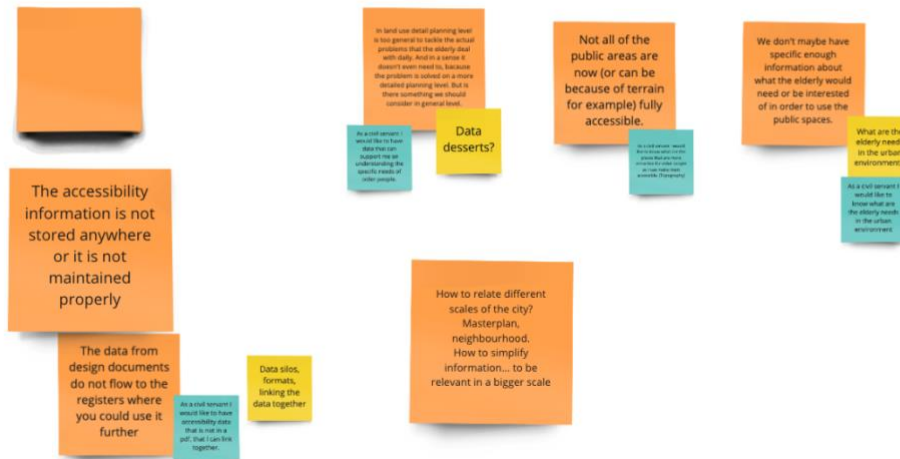 In land use detail planning level
is too general to tackle the actual
problems that the elderly deal
with daily. And in a sense it
doesn't even need to, bacause
the problem is solved on a more
detailed planning level. But is
there something we should
consider in general level.
As a civil servant I
would like to have
data that can
support me on
understanding the
specific needs of
older people.
Data
desserts?
Not all of the
public areas are
now (or can be
because of terrain
for example) fully
accessible.
We don't maybe have
specific enough
information about
what the elderly would
need or be interested
of in order to use the
public spaces.
What are the
elderly need
in the urban
environment
As a civil servant I
would like to
know what are
the elderly needs
in the urban
environment
The accessibility
information is not
stored anywhere
or it is not
maintained
properly
The data from
design documents
do not flow to the
registers where
you could use it
further
As a civil servant I
would like to have
accessibility data
that is not in a
pdf, that I can link
together.
Data silos,
formats,
linking the
data together
How to relate different
scales of the city?
Masterplan,
neighbourhood.
How to simplify
information... to be
relevant in a bigger scale